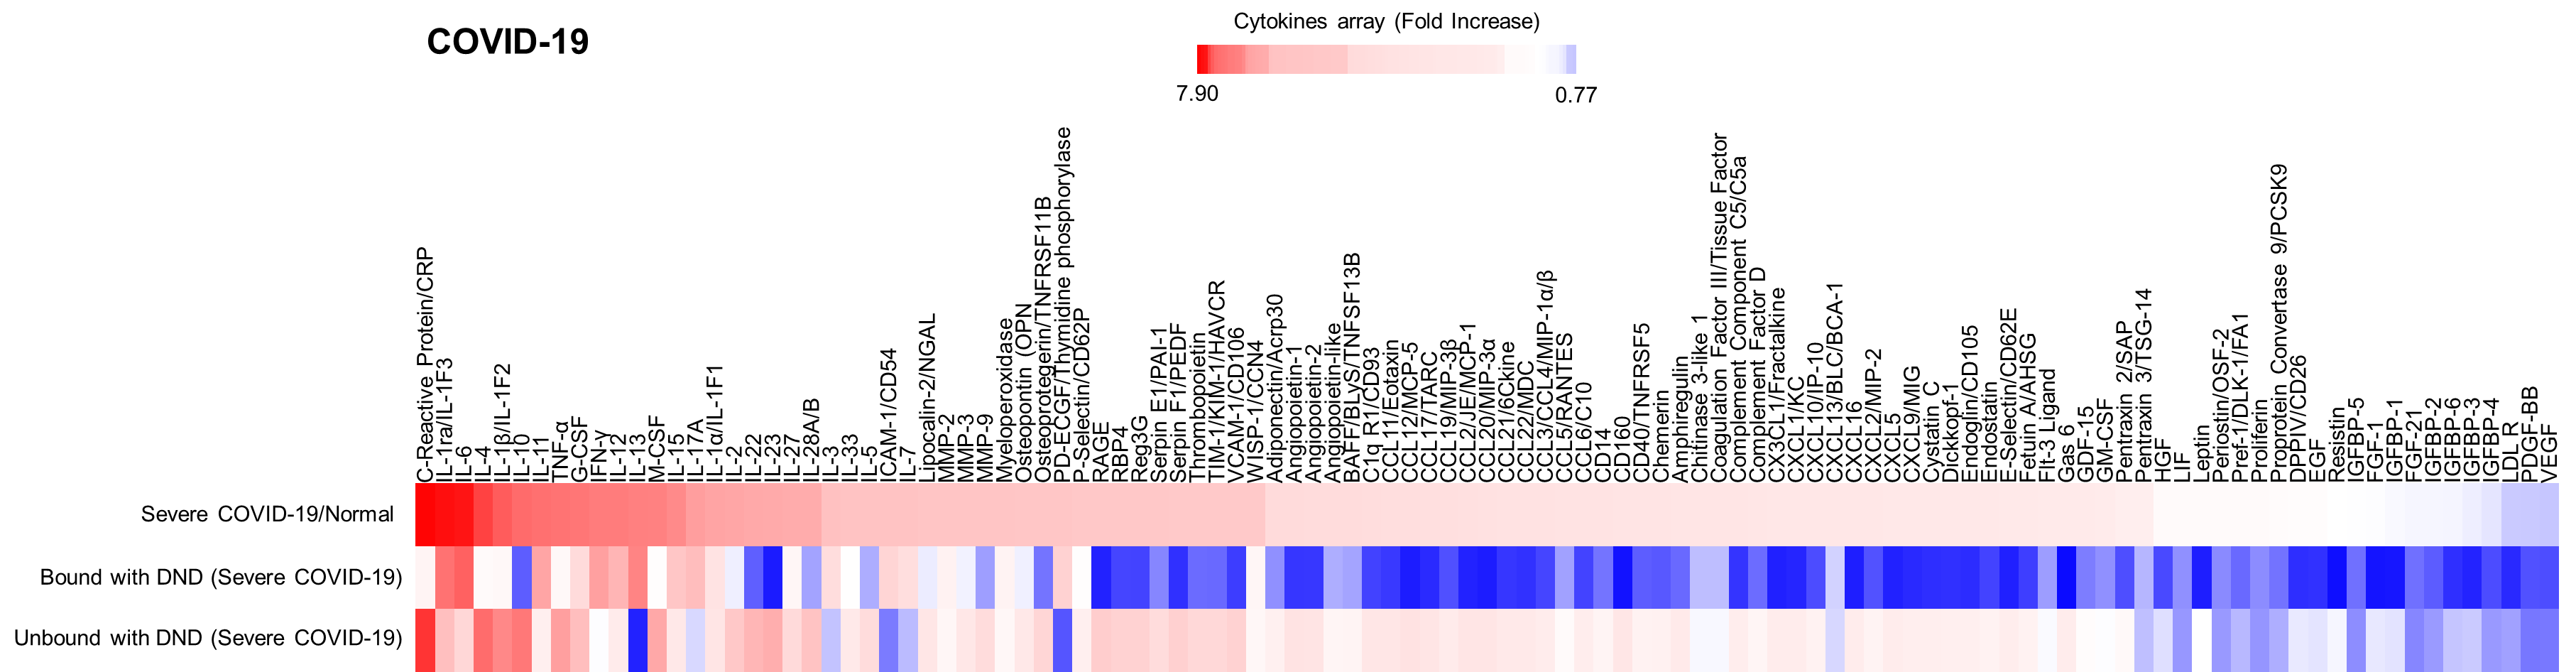 COVID-19
Cytokines array (Fold Increase)
7.90
0.77
C-Reactive Protein/CRP
IL-1ra/IL-1F3
IL-6
IL-4
IL-1β/IL-1F2
IL-10
IL-11
TNF-α
G-CSF
IFN-γ
IL-12
IL-13
M-CSF
IL-15
IL-17A
IL-1α/IL-1F1
IL-2
IL-22
IL-23
IL-27
IL-28A/B
IL-3
IL-33
IL-5
ICAM-1/CD54
IL-7
Lipocalin-2/NGAL
MMP-2
MMP-3
MMP-9
Myeloperoxidase
Osteopontin (OPN
Osteoprotegerin/TNFRSF11B
PD-ECGF/Thymidine phosphorylase
P-Selectin/CD62P
RAGE
RBP4
Reg3G
Serpin E1/PAI-1
Serpin F1/PEDF
Thrombopoietin
TIM-1/KIM-1/HAVCR
VCAM-1/CD106
WISP-1/CCN4
Adiponectin/Acrp30
Angiopoietin-1
Angiopoietin-2
Angiopoietin-like
BAFF/BLyS/TNFSF13B
C1q R1/CD93
CCL11/Eotaxin
CCL12/MCP-5
CCL17/TARC
CCL19/MIP-3β
CCL2/JE/MCP-1
CCL20/MIP-3α
CCL21/6Ckine
CCL22/MDC
CCL3/CCL4/MIP-1α/β
CCL5/RANTES
CCL6/C10
CD14
CD160
CD40/TNFRSF5
Chemerin
Amphiregulin
Chitinase 3-like 1
Coagulation Factor III/Tissue Factor
Complement Component C5/C5a
Complement Factor D
CX3CL1/Fractalkine
CXCL1/KC
CXCL10/IP-10
CXCL13/BLC/BCA-1
CXCL16
CXCL2/MIP-2
CXCL5
CXCL9/MIG
Cystatin C
Dickkopf-1
Endoglin/CD105
Endostatin
E-Selectin/CD62E
Fetuin A/AHSG
Flt-3 Ligand
Gas 6
GDF-15
GM-CSF
Pentraxin 2/SAP
Pentraxin 3/TSG-14
HGF
LIF
Leptin
Periostin/OSF-2
Pref-1/DLK-1/FA1
Proliferin
Proprotein Convertase 9/PCSK9
DPPIV/CD26
EGF
Resistin
IGFBP-5
FGF-1
IGFBP-1
FGF-21
IGFBP-2
IGFBP-6
IGFBP-3
IGFBP-4
LDL R
PDGF-BB
VEGF
Severe COVID-19/Normal
Bound with DND (Severe COVID-19)
Unbound with DND (Severe COVID-19)